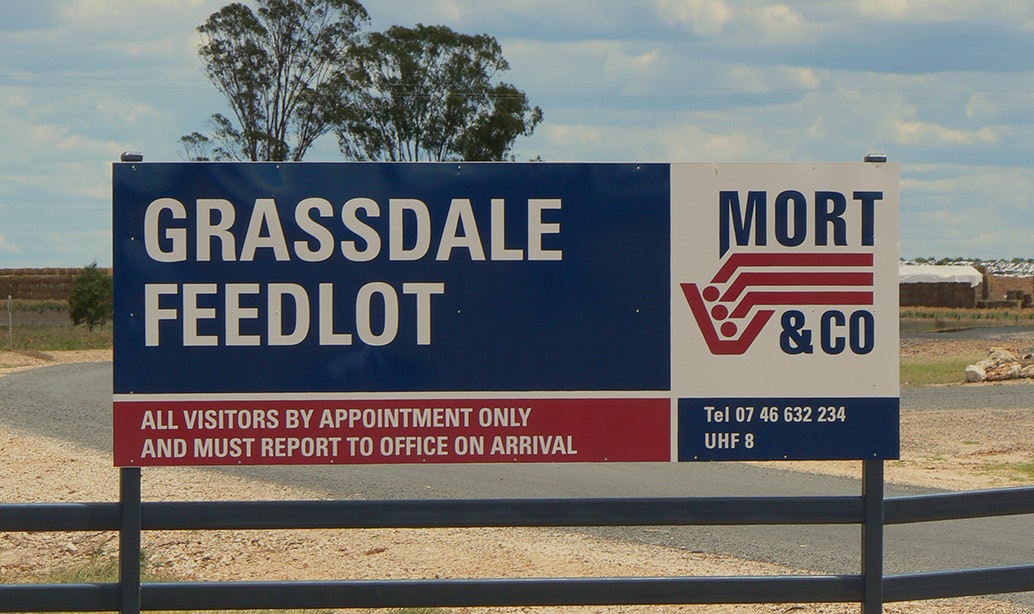 GRASSDALE
FEEDLOT
ALL VISITORS BY APPOINTMENT ONLY
AND MUST REPORT TO OFFICE ON ARRIVAL
MORT
& CO
Tel 07 46 632 234
UHF 8